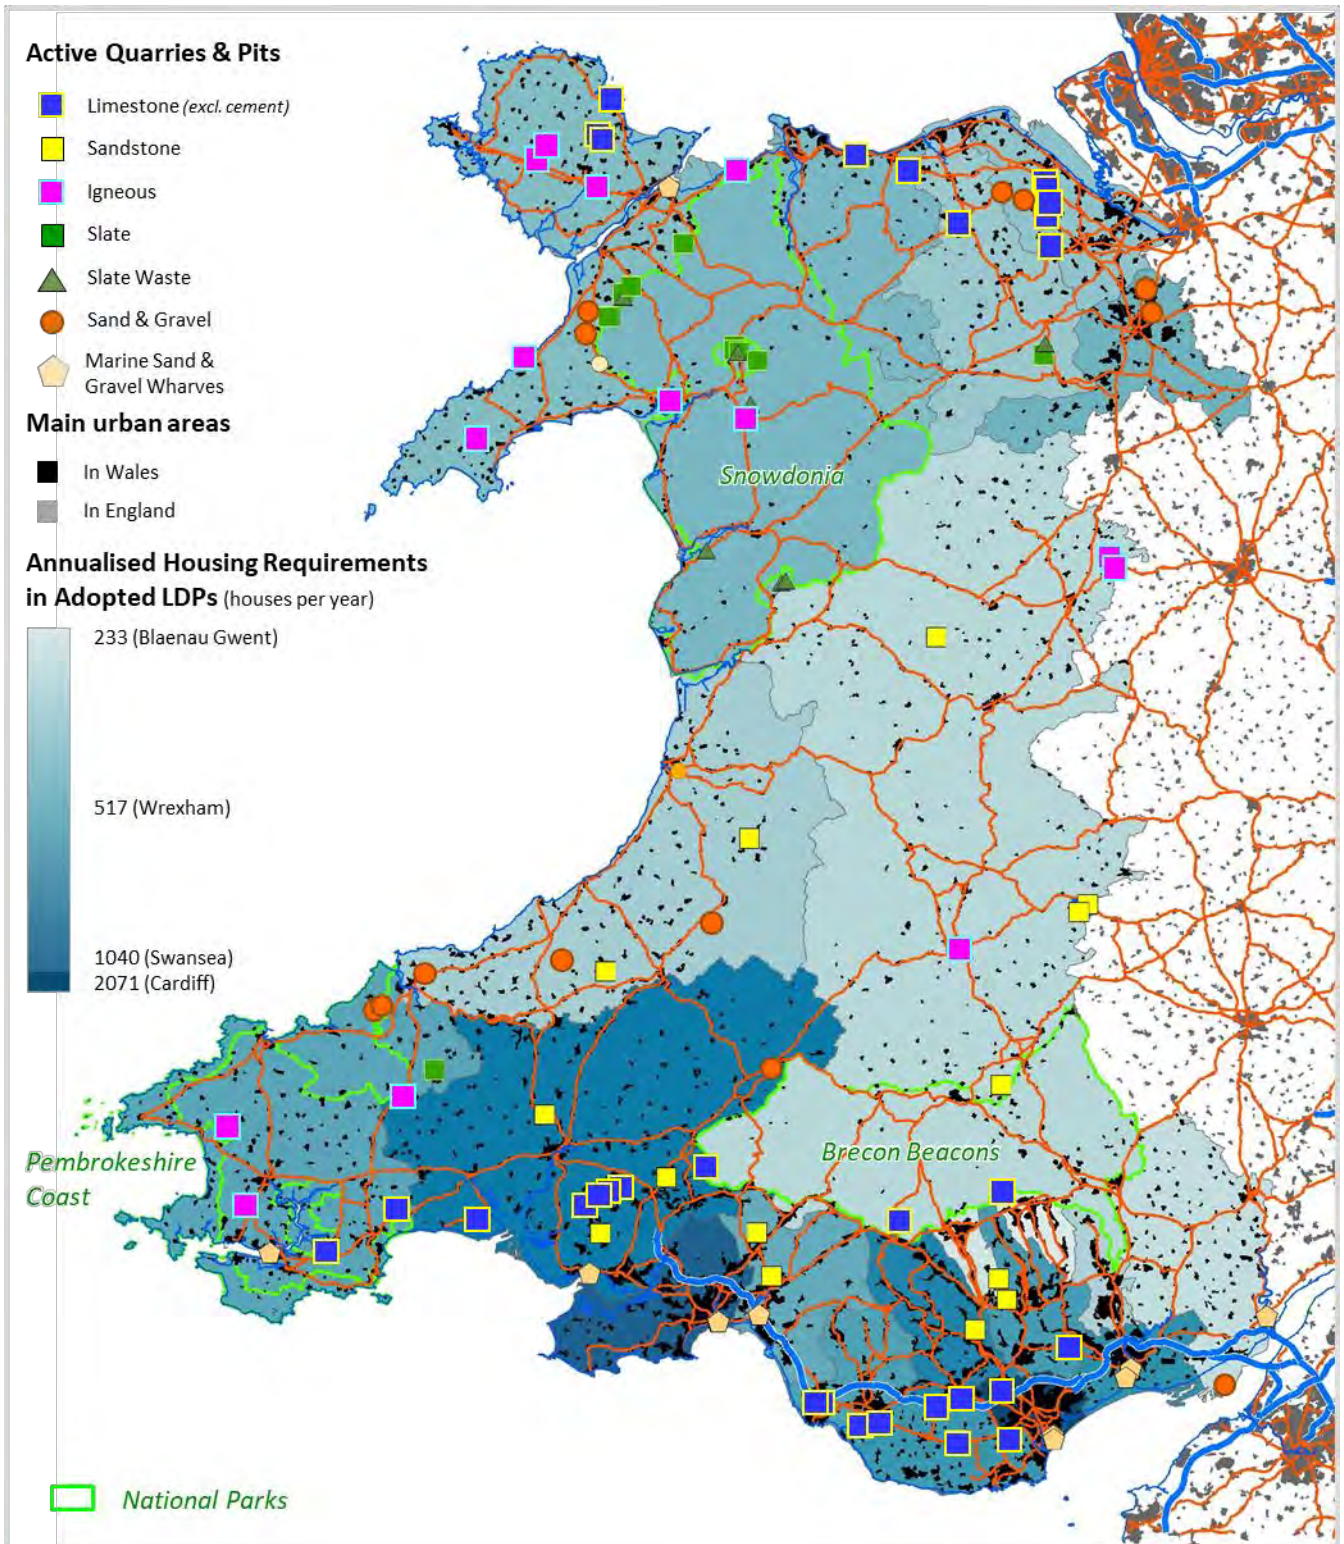 Active Quarries & Pits
Limestone (excl. cement)
Sandstone
Igneous
Slate
Slate Waste
Sand & Gravel
Marine Sand &
Gravel Wharves
Main urban areas
In Wales
In England
Annualised Housing Requirements
in Adopted LDPs (houses per year)
233 (Blaenau Gwent)
517 (Wrexham)
1040 (Swansea)
2071 (Cardiff)
Snowdonia
Pembrokeshire
Coast
Brecon Beacons
National Parks